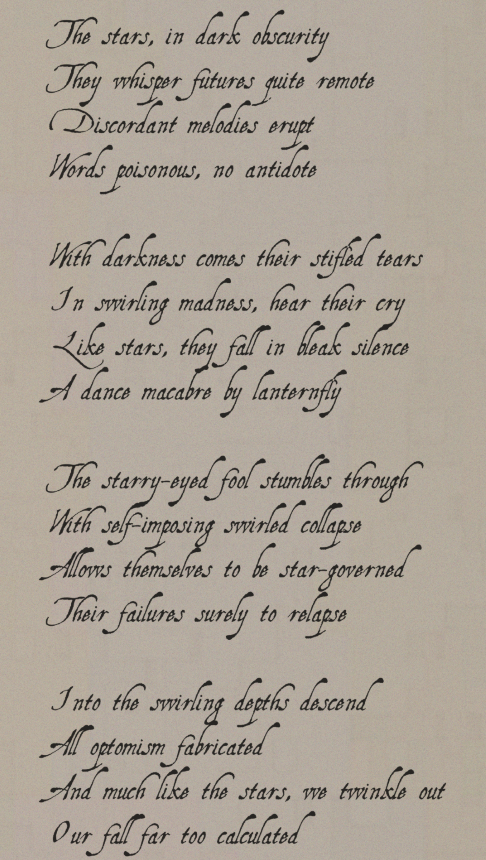 The stars, in dark obscurity
They whisper futures quite remote
Discordant melodies erupt
Words poisonous, no antidote
With darkness comes their stifled tears
In swirling madness, hear their cry
Like stars, they fall in bleak silence
A dance macabre by lanternfly
The starry-eyed fool stumbles through
With self-imposing swirled collapse
Allows themselves to be star-governed
Their failures surely to relapse
Into the swirling depths descend
All optomism fabricated
And much like the stars, we twinkle out
Our fall far too calculated